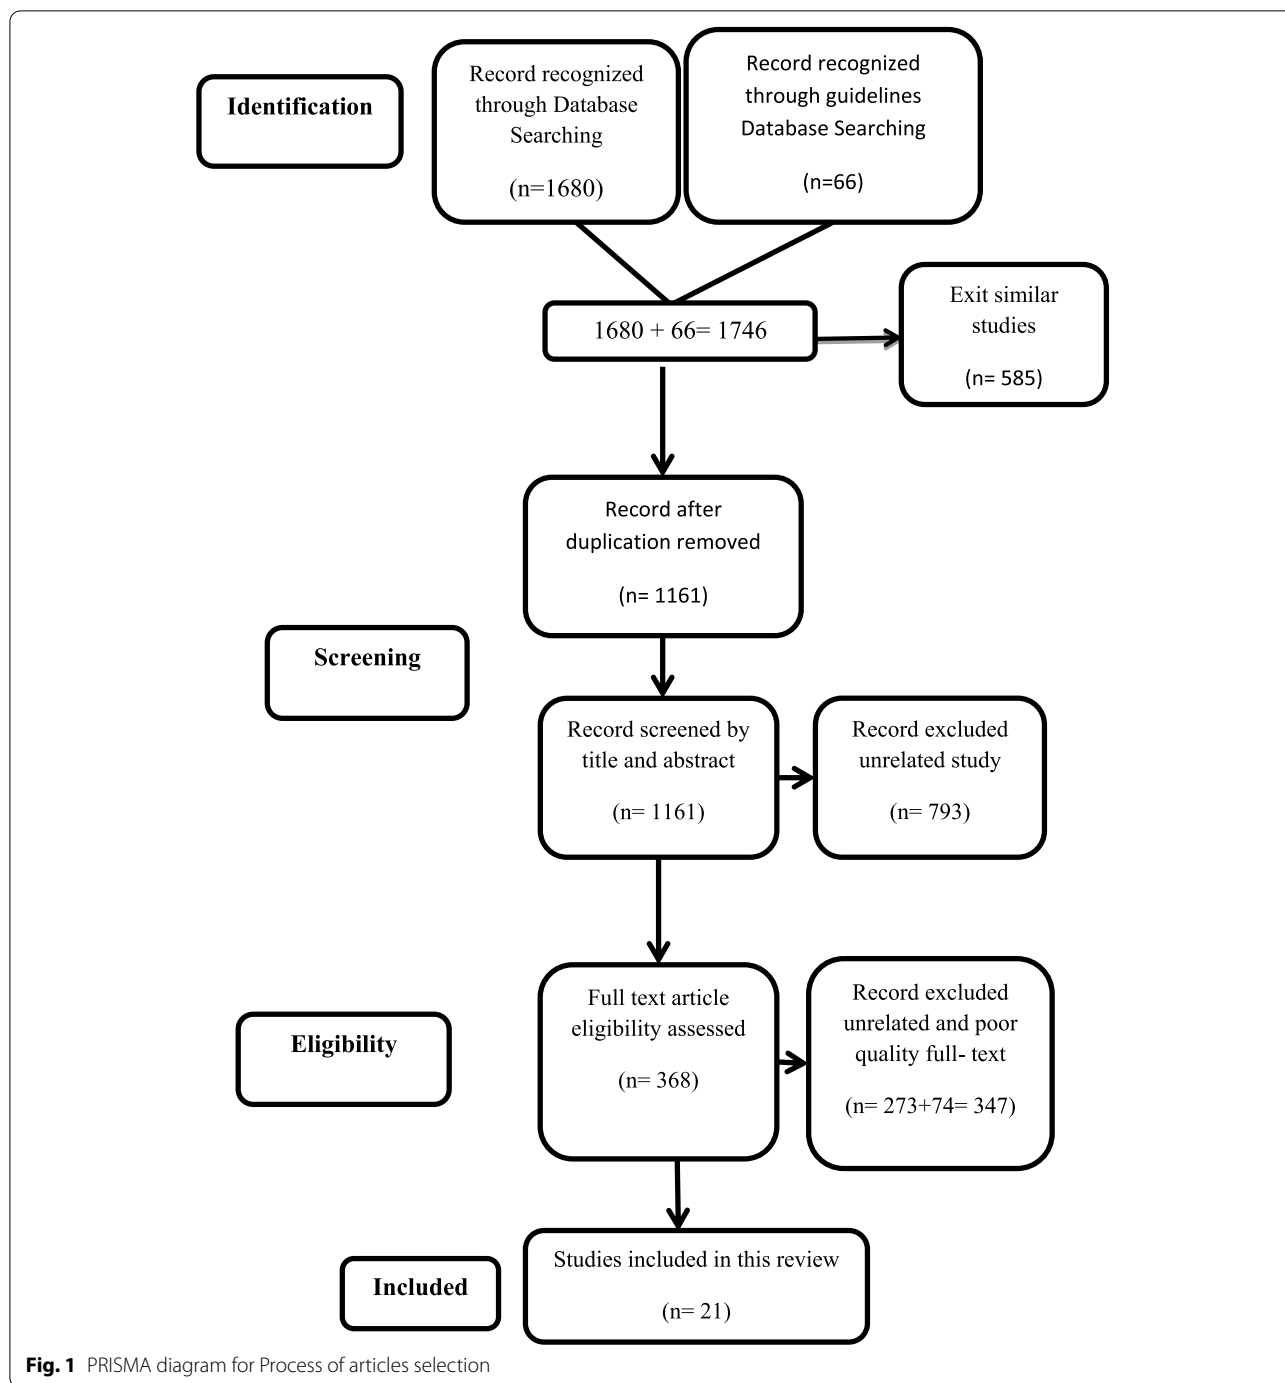 Identification
Record recognized
through Database
Searching
(n=1680)
Record recognized
through guidelines
Database Searching
(n=66)
1680 + 66= 1746
Exit similar
studies
(n= 585)
Record after
duplication removed
(n= 1161)
Screening
Record screened by
title and abstract
(n= 1161)
Record excluded
unrelated study
(n= 793)
Eligibility
Full text article
eligibility assessed
(n= 368)
Record excluded
unrelated and poor
quality full- text
(n= 273+74= 347)
Included
Studies included in this review
(n= 21)
Fig. 1 PRISMA diagram for Process of articles selection